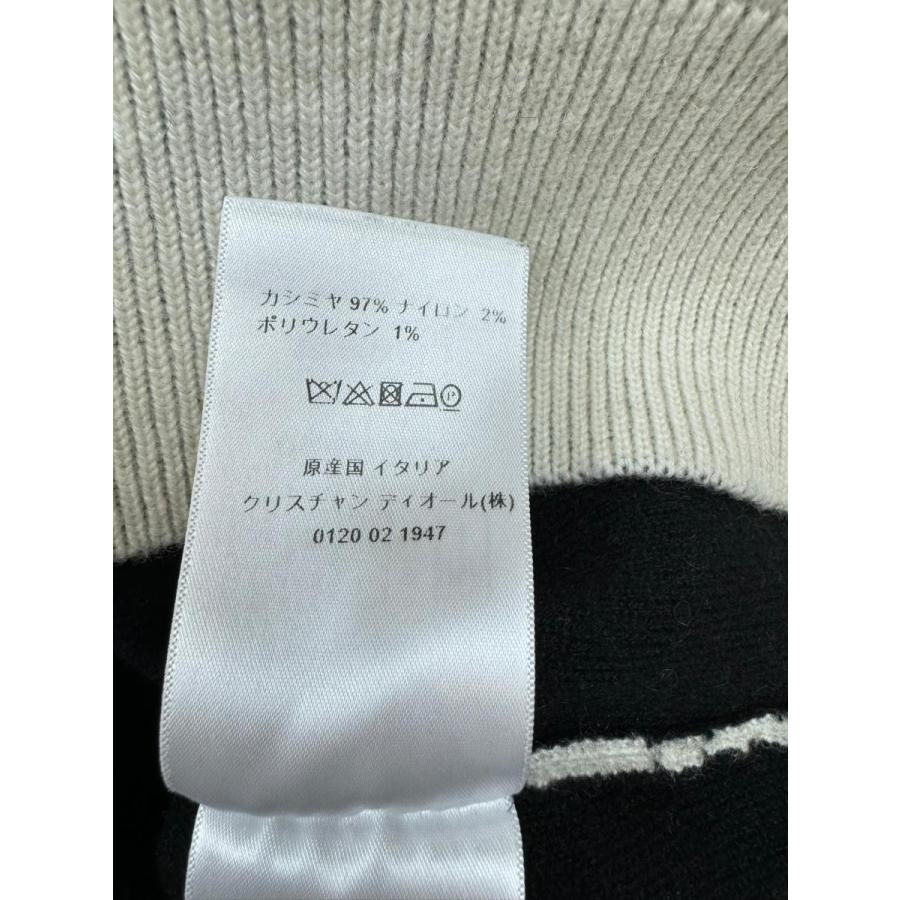 カシミヤ 97% ナイロン 2%
ポリウレタン 1%
P
原産国 イタリア
クリスチャン ディオール(株)
0120 02 1947